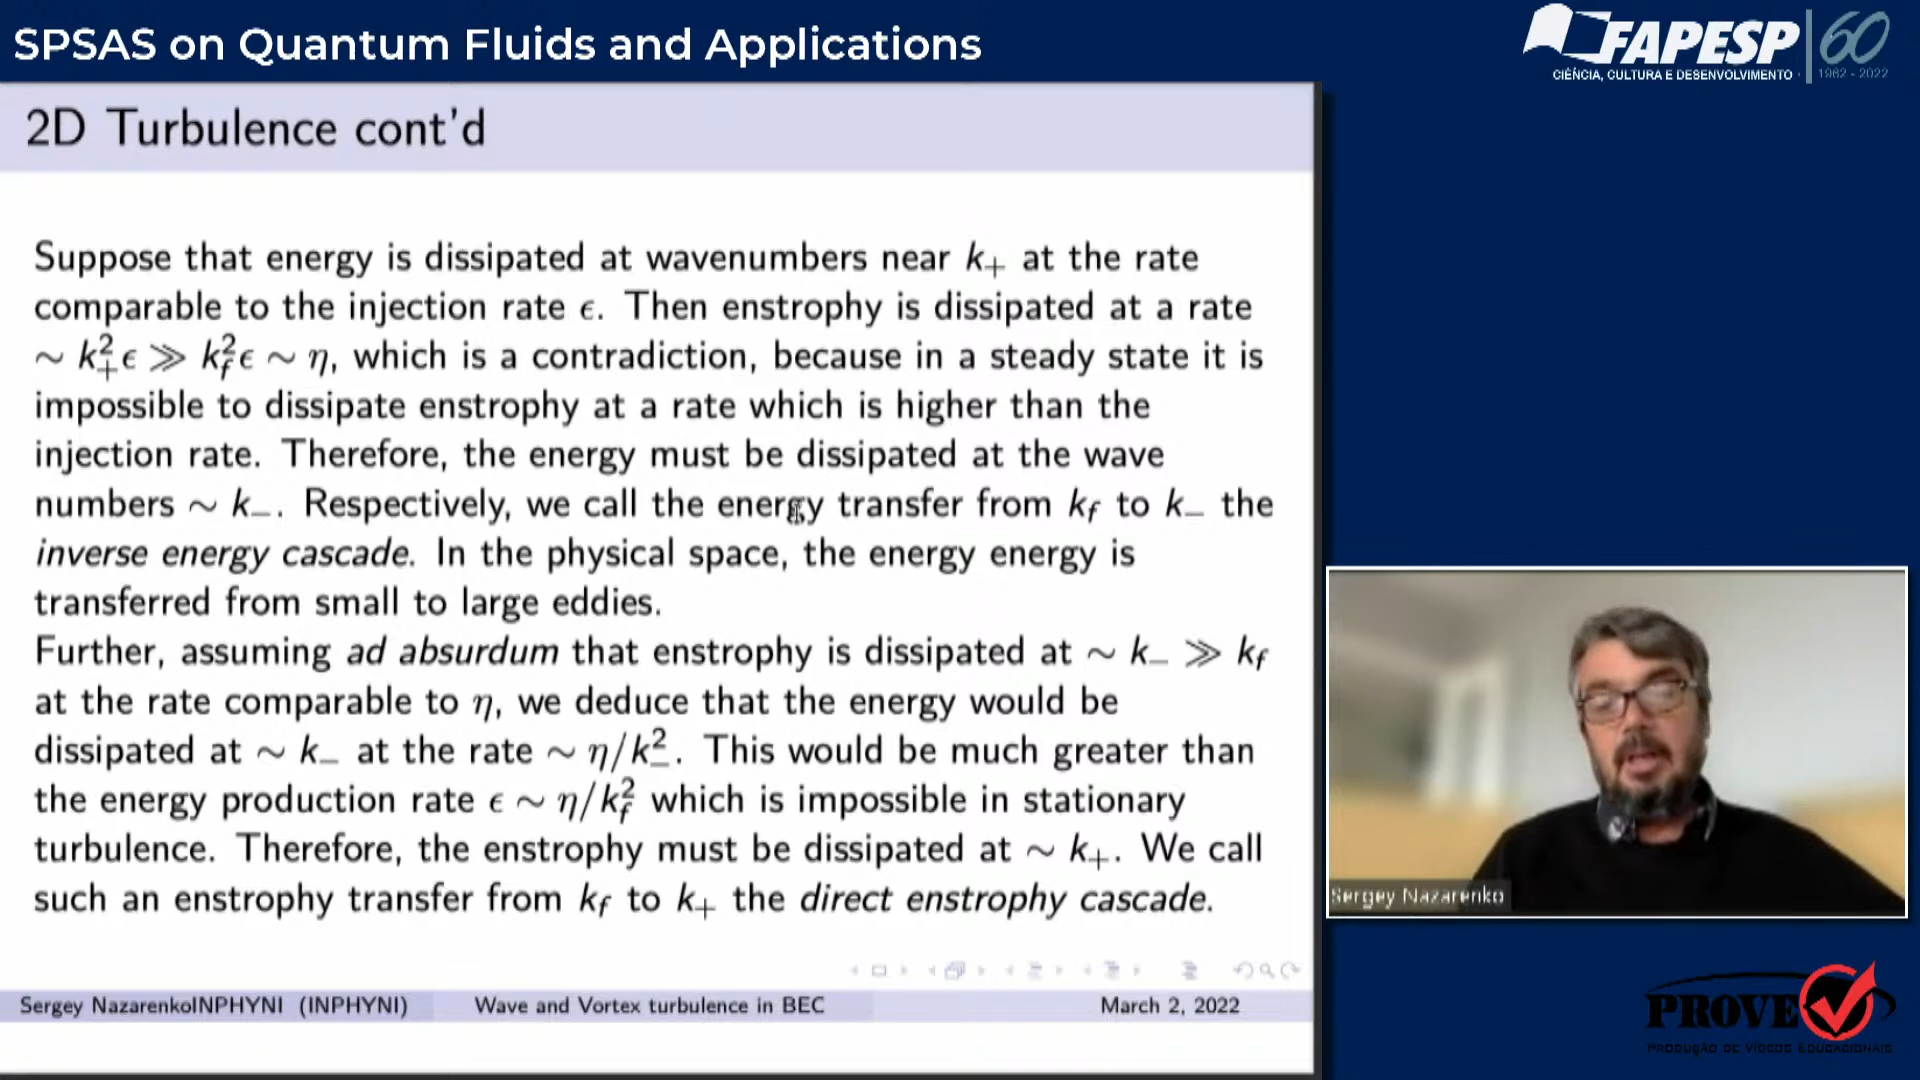 SPSAS on Quantum Fluids and Applications
FAPESP 60
CIÊNCIA, CULTURA E DESENVOLVIMENTO 1962 - 2022
2D Turbulence cont'd
Suppose that energy is dissipated at wavenumbers near k₊ at the rate
comparable to the injection rate ϵ. Then enstrophy is dissipated at a rate
∼ k₊²ϵ ≫ k_f²ϵ ∼ η, which is a contradiction, because in a steady state it is
impossible to dissipate enstrophy at a rate which is higher than the
injection rate. Therefore, the energy must be dissipated at the wave
numbers ∼ k₋. Respectively, we call the energy transfer from k_f to k₋ the
inverse energy cascade. In the physical space, the energy energy is
transferred from small to large eddies.
Further, assuming ad absurdum that enstrophy is dissipated at ∼ k₋ ≫ k_f
at the rate comparable to η, we deduce that the energy would be
dissipated at ∼ k₋ at the rate ∼ η/k₋². This would be much greater than
the energy production rate ϵ ∼ η/k_f² which is impossible in stationary
turbulence. Therefore, the enstrophy must be dissipated at ∼ k₊. We call
such an enstrophy transfer from k_f to k₊ the direct enstrophy cascade.
Sergey NazarenkoINPHYNI (INPHYNI) Wave and Vortex turbulence in BEC March 2, 2022
Sergey Nazarenko
PROVE
PRODUÇÃO DE VÍDEOS EDUCACIONAIS